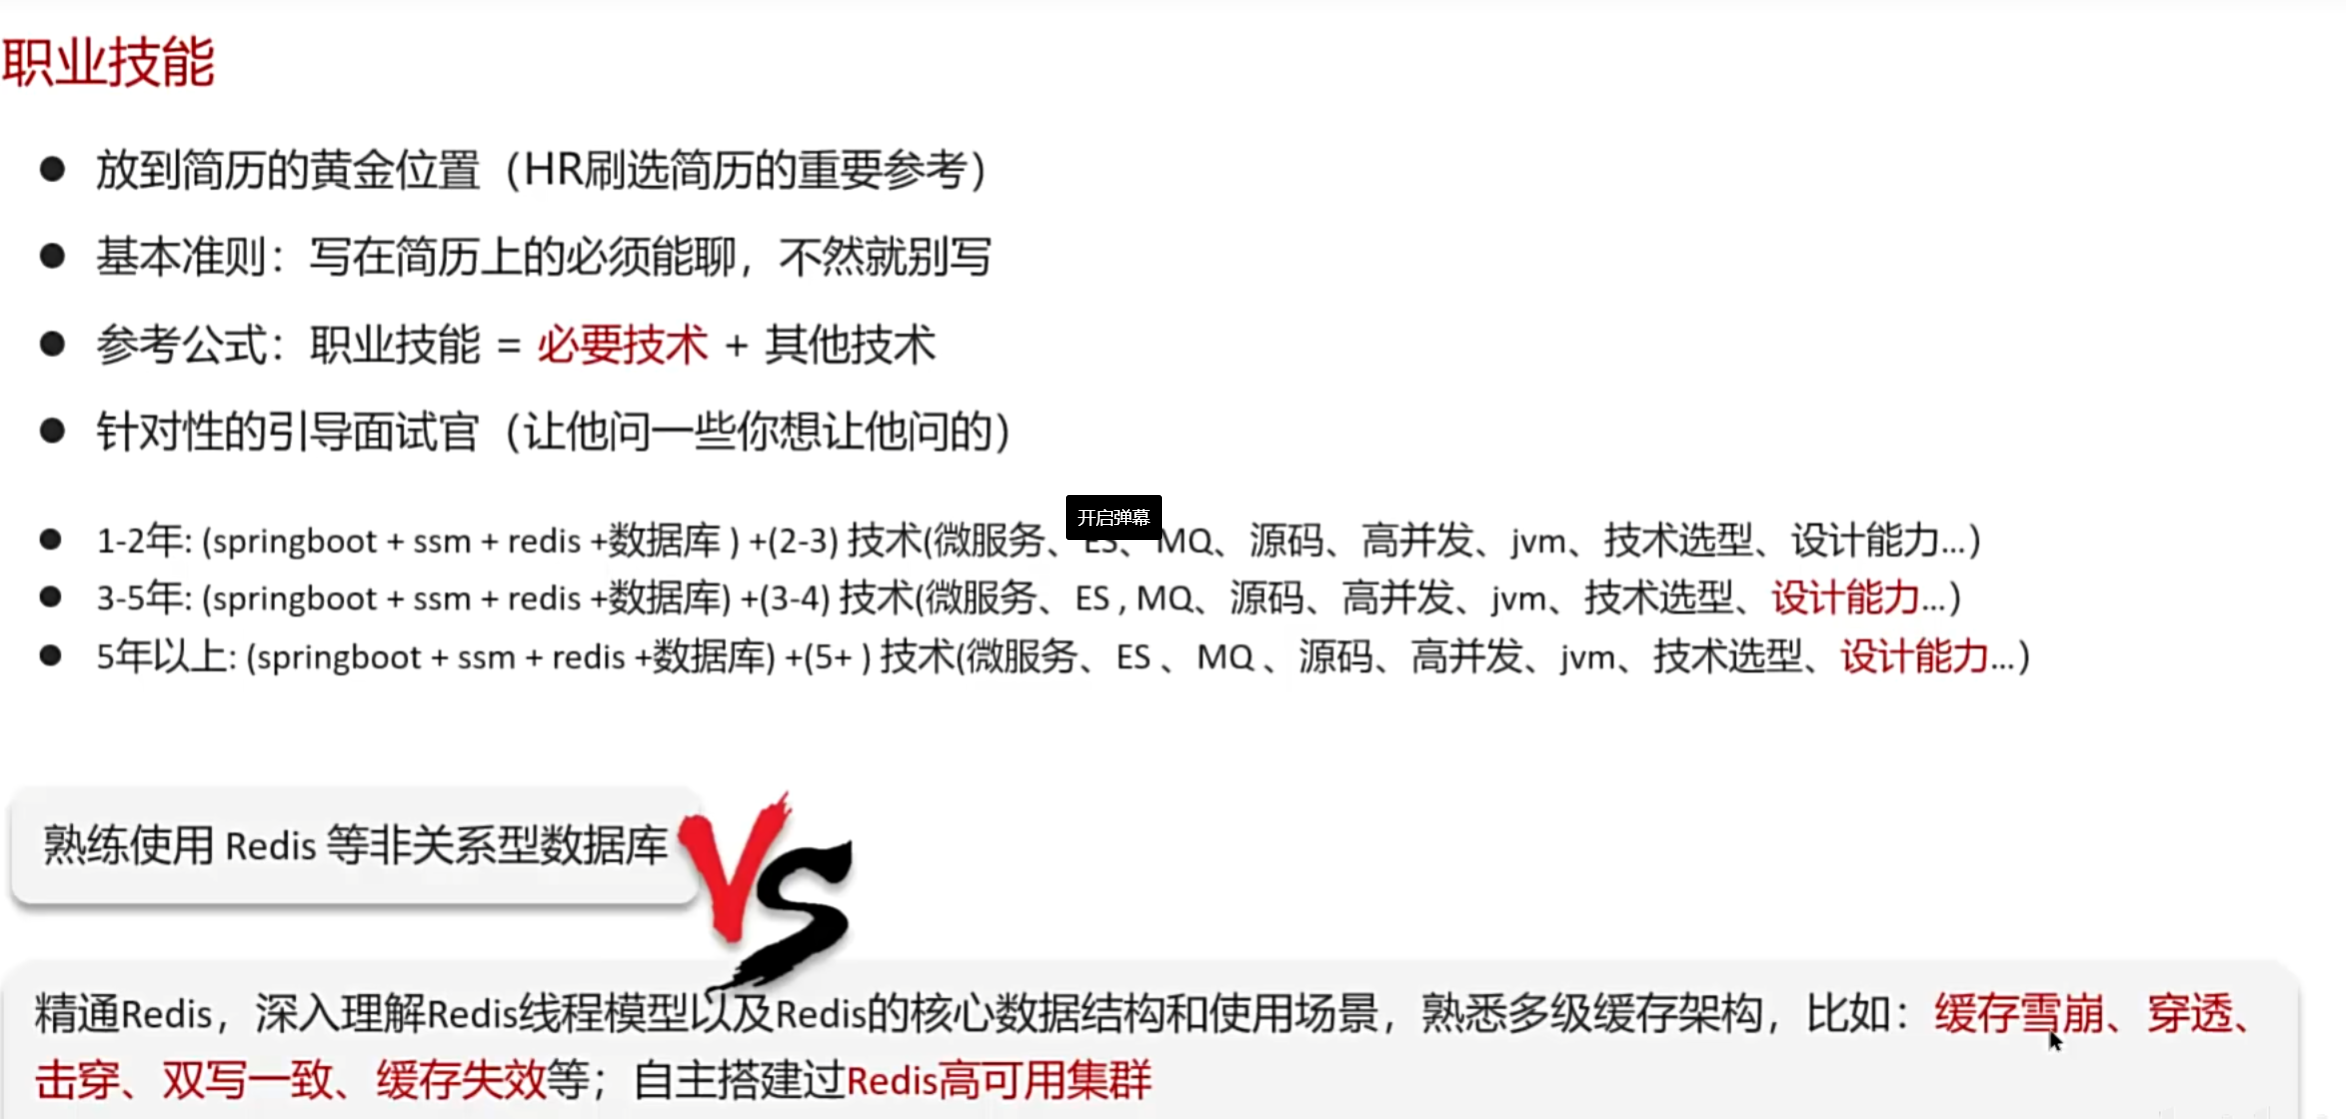 职业技能
● 放到简历的黄金位置（HR刷选简历的重要参考）
● 基本准则：写在简历上的必须能聊，不然就别写
● 参考公式：职业技能 = 必要技术 + 其他技术
● 针对性的引导面试官（让他问一些你想让他问的）
开启弹幕
● 1-2年: (springboot + ssm + redis +数据库 ) +(2-3) 技术(微服务、ES、MQ、源码、高并发、jvm、技术选型、设计能力...)
● 3-5年: (springboot + ssm + redis +数据库) +(3-4) 技术(微服务、ES , MQ、源码、高并发、jvm、技术选型、设计能力...)
● 5年以上: (springboot + ssm + redis +数据库) +(5+ ) 技术(微服务、ES 、 MQ 、源码、高并发、jvm、技术选型、设计能力...)
熟练使用 Redis 等非关系型数据库
VS
精通Redis，深入理解Redis线程模型以及Redis的核心数据结构和使用场景，熟悉多级缓存架构，比如：缓存雪崩、穿透、
击穿、双写一致、缓存失效等；自主搭建过Redis高可用集群